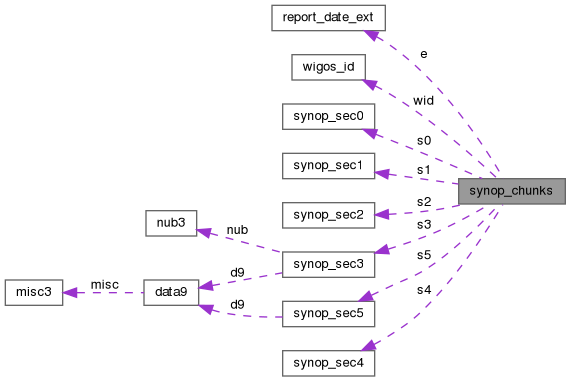 report_date_ext
e
wigos_id
wid
synop_sec0
s0
synop_sec1
s1
synop_chunks
synop_sec2
s2
nub3
nub
s3
synop_sec3
s5
d9
misc3
misc
data9
s4
d9
synop_sec5
synop_sec4